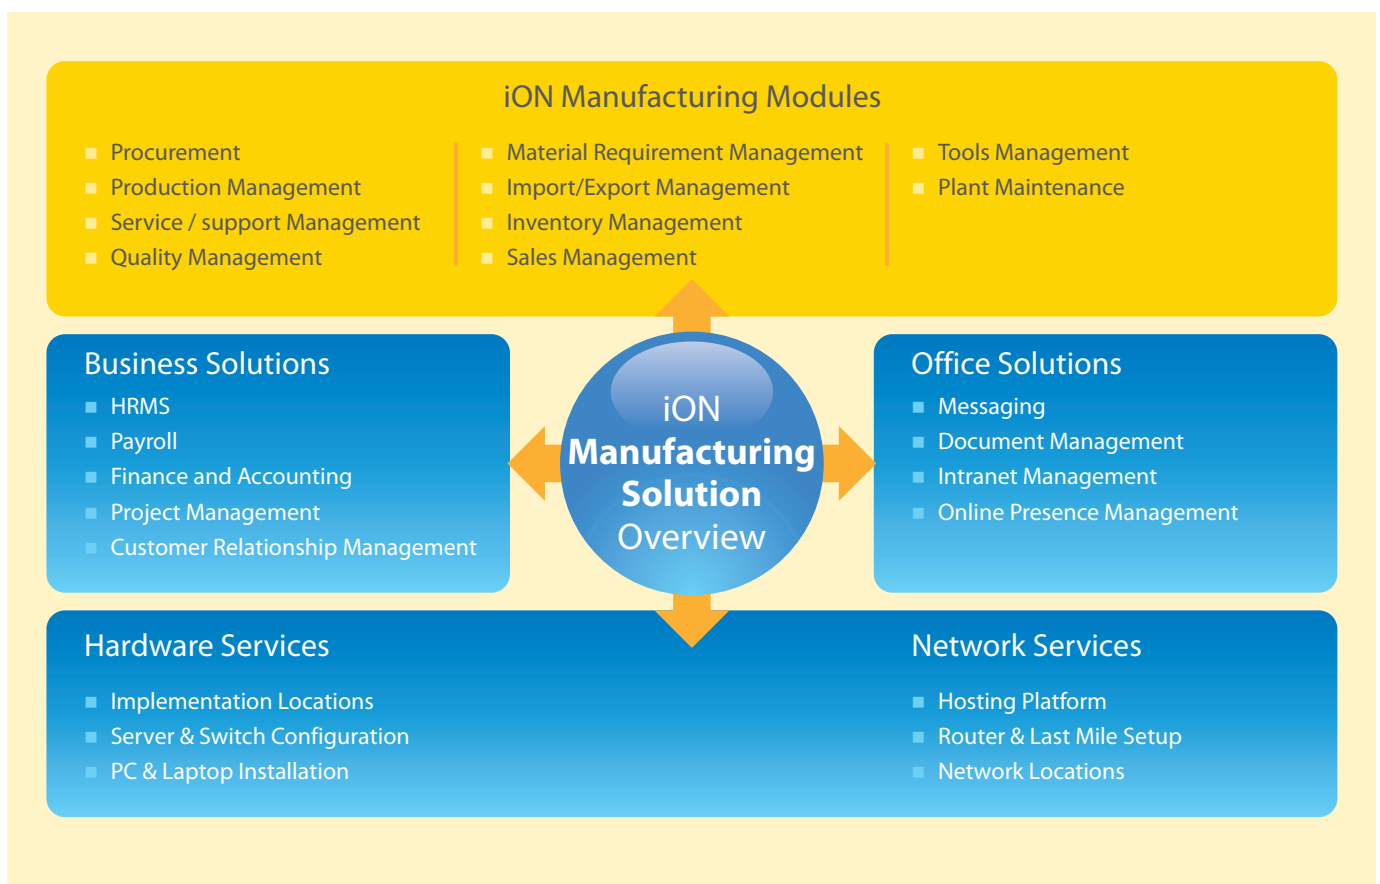 iON Manufacturing Modules
Procurement
Production Management
Service / support Management
Quality Management
Material Requirement Management
Import/Export Management
Inventory Management
Sales Management
Tools Management
Plant Maintenance
Business Solutions
HRMS
Payroll
Finance and Accounting
Project Management
Customer Relationship Management
iON
Manufacturing
Solution
Overview
Office Solutions
Messaging
Document Management
Intranet Management
Online Presence Management
Hardware Services
Implementation Locations
Server & Switch Configuration
PC & Laptop Installation
Network Services
Hosting Platform
Router & Last Mile Setup
Network Locations